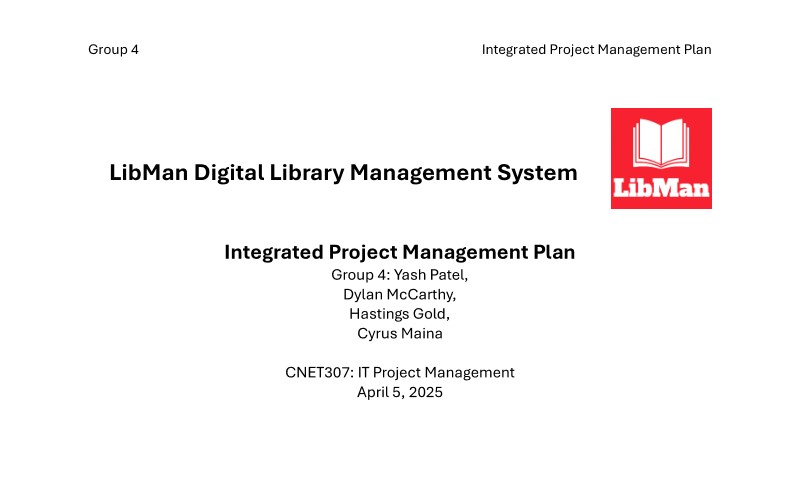 Group 4
Integrated Project Management Plan
LibMan Digital Library Management System
LibMan
Integrated Project Management Plan
Group 4: Yash Patel,
Dylan McCarthy,
Hastings Gold,
Cyrus Maina
CNET307: IT Project Management
April 5, 2025